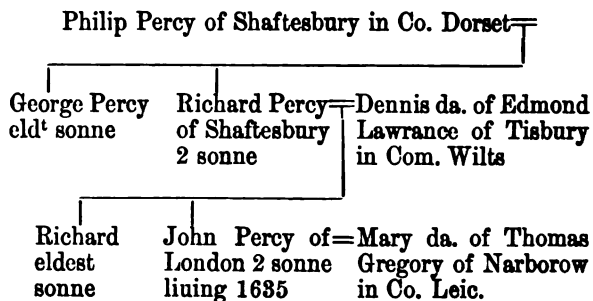 Philip Percy of Shaftesbury in Co. Dorset=
George Percy
eldᵗ sonne
Richard Percy=Dennis da. of Edmond
of Shaftesbury
2 sonne
Lawrance of Tisbury
in Com. Wilts
Richard
eldest
sonne
John Percy of=Mary da. of Thomas
London 2 sonne
liuing 1635
Gregory of Narborow
in Co. Leic.